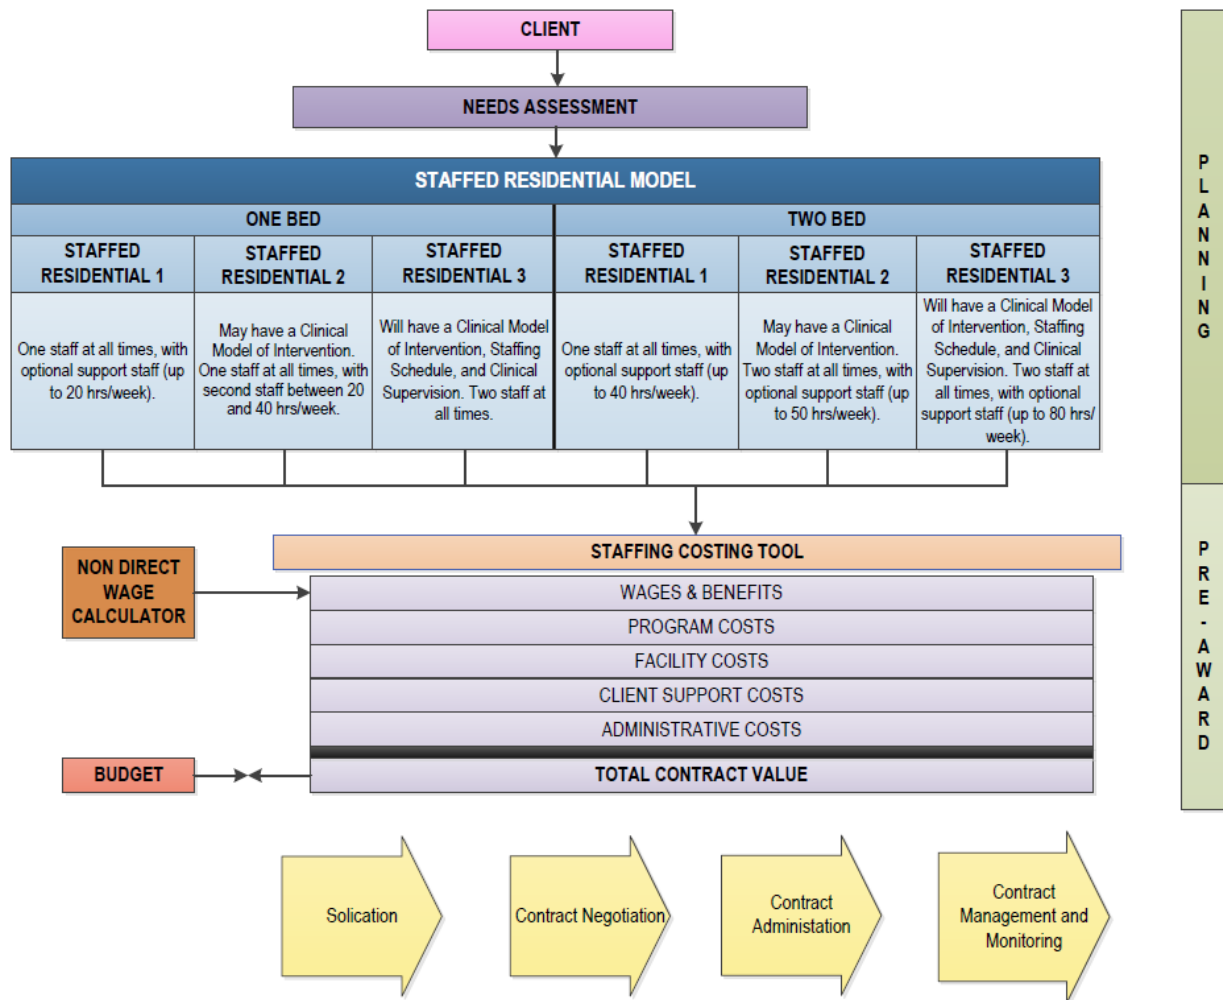 CLIENT
NEEDS ASSESSMENT
STAFFED RESIDENTIAL MODEL
ONE BED
TWO BED
STAFFED
RESIDENTIAL 1
STAFFED
RESIDENTIAL 2
STAFFED
RESIDENTIAL 3
STAFFED
RESIDENTIAL 1
STAFFED
RESIDENTIAL 2
STAFFED
RESIDENTIAL 3
One staff at all times, with
optional support staff (up
to 20 hrs/week).
May have a Clinical
Model of Intervention.
One staff at all times, with
second staff between 20
and 40 hrs/week.
Will have a Clinical Model
of Intervention, Staffing
Schedule, and Clinical
Supervision. Two staff at
all times.
One staff at all times, with
optional support staff (up
to 40 hrs/week).
May have a Clinical
Model of Intervention.
Two staff at all times, with
optional support staff (up
to 50 hrs/week).
Will have a Clinical Model
of Intervention, Staffing
Schedule, and Clinical
Supervision. Two staff at
all times, with optional
support staff (up to 80 hrs/
week).
PLANNING
STAFFING COSTING TOOL
NON DIRECT
WAGE
CALCULATOR
WAGES & BENEFITS
PROGRAM COSTS
FACILITY COSTS
CLIENT SUPPORT COSTS
ADMINISTRATIVE COSTS
BUDGET
TOTAL CONTRACT VALUE
PRE-AWARD
Solication
Contract Negotiation
Contract
Administation
Contract
Management and
Monitoring